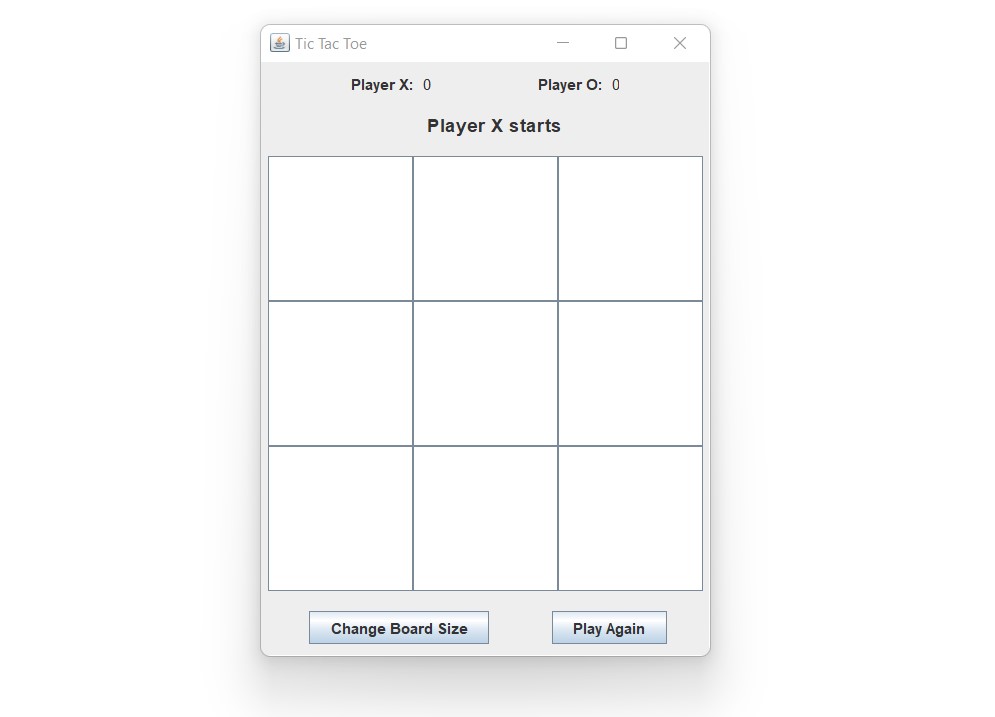 Tic Tac Toe
Player X: 0 Player O: 0
Player X starts
Change Board Size Play Again